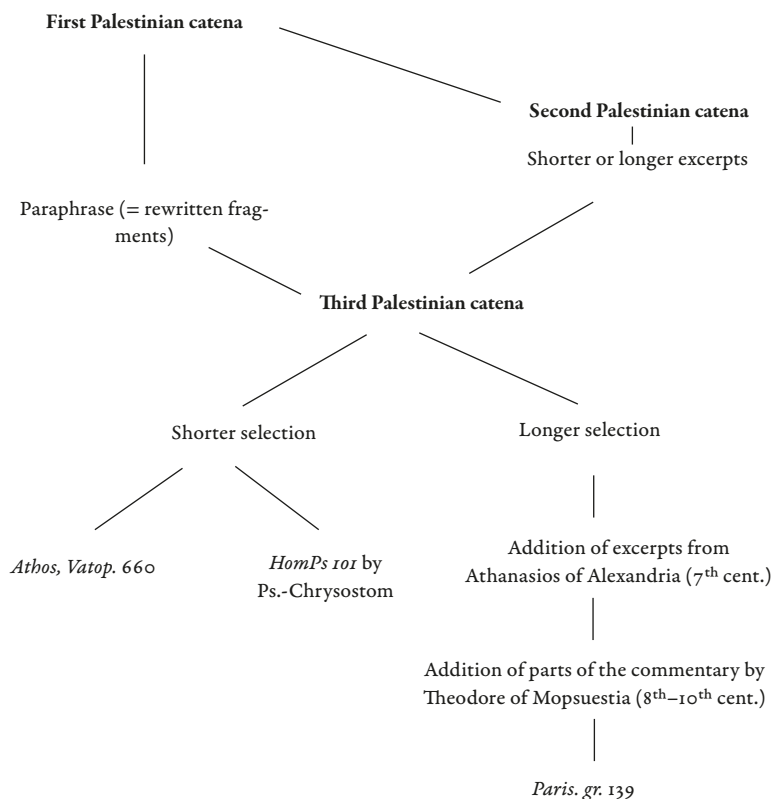 First Palestinian catena
Second Palestinian catena
Shorter or longer excerpts
Paraphrase (= rewritten frag-
ments)
Third Palestinian catena
Shorter selection
Longer selection
Athos, Vatop. 660
HomPs 101 by
Ps.-Chrysostom
Addition of excerpts from
Athanasios of Alexandria (7th cent.)
Addition of parts of the commentary by
Theodore of Mopsuestia (8th–10th cent.)
Paris. gr. 139